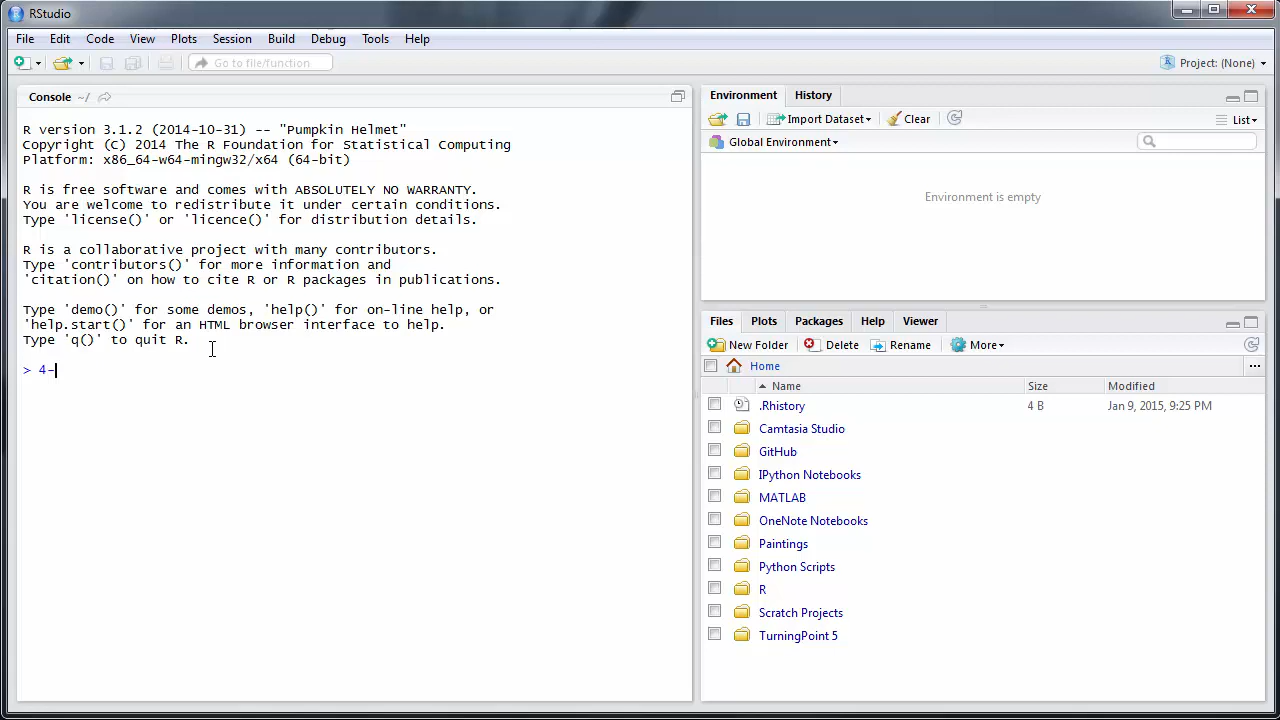 RStudio
File Edit Code View Plots Session Build Debug Tools Help
Go to file/function
Project: (None)
Console ~/
R version 3.1.2 (2014-10-31) -- "Pumpkin Helmet"
Copyright (C) 2014 The R Foundation for Statistical Computing
Platform: x86_64-w64-mingw32/x64 (64-bit)
R is free software and comes with ABSOLUTELY NO WARRANTY.
You are welcome to redistribute it under certain conditions.
Type 'license()' or 'licence()' for distribution details.
R is a collaborative project with many contributors.
Type 'contributors()' for more information and
'citation()' on how to cite R or R packages in publications.
Type 'demo()' for some demos, 'help()' for on-line help, or
'help.start()' for an HTML browser interface to help.
Type 'q()' to quit R.
> 4-
Environment History
Import Dataset Clear List
Global Environment
Environment is empty
Files Plots Packages Help Viewer
New Folder Delete Rename More
Home ...
Name Size Modified
.Rhistory 4 B Jan 9, 2015, 9:25 PM
Camtasia Studio
GitHub
IPython Notebooks
MATLAB
OneNote Notebooks
Paintings
Python Scripts
R
Scratch Projects
TurningPoint 5